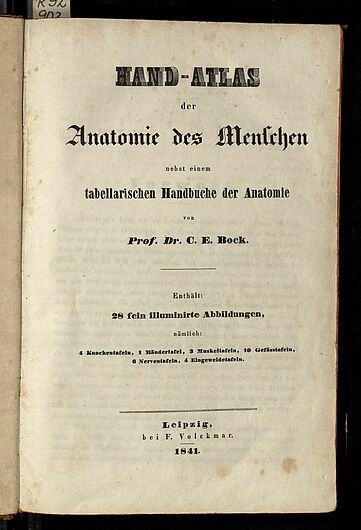 R 92
902
HAND-ATLAS
der
Anatomie des Menſchen
nebst einem
tabellarischen Handbuche der Anatomie
von
Prof. Dr. C. E. Bock.
Enthält:
28 fein illuminirte Abbildungen,
nämlich:
4 Knochentafeln, 1 Bändertafel, 3 Muskeltafeln, 10 Gefässtafeln,
6 Nerventafeln, 4 Eingeweidetafeln.
Leipzig,
bei F. Volckmar.
1841.